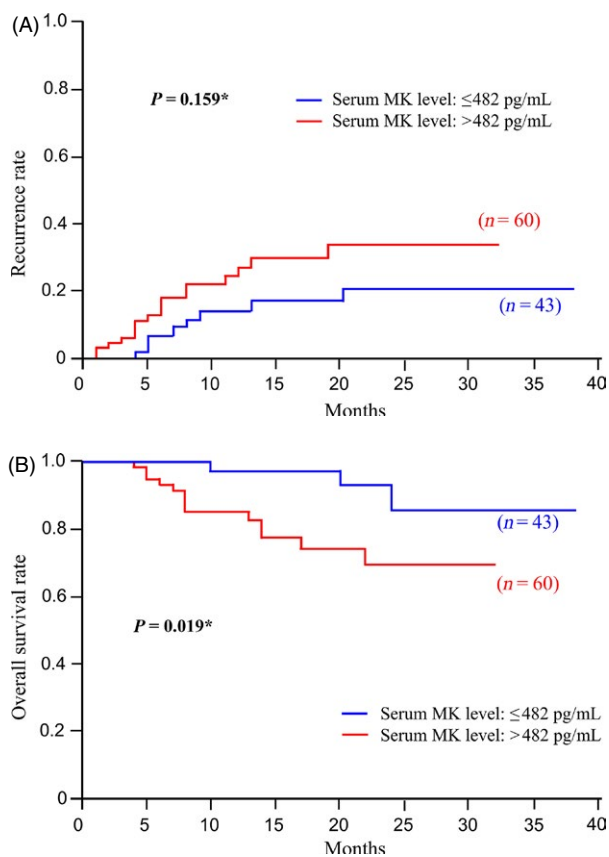 (A)
1.0
0.8
0.6
0.4
0.2
0
Recurrence rate
P = 0.159*
Serum MK level: ≤482 pg/mL
Serum MK level: >482 pg/mL
(n = 60)
(n = 43)
0 5 10 15 20 25 30 35 40
Months
(B)
1.0
0.8
0.6
0.4
0.2
0
Overall survival rate
(n = 43)
(n = 60)
P = 0.019*
Serum MK level: ≤482 pg/mL
Serum MK level: >482 pg/mL
0 5 10 15 20 25 30 35 40
Months